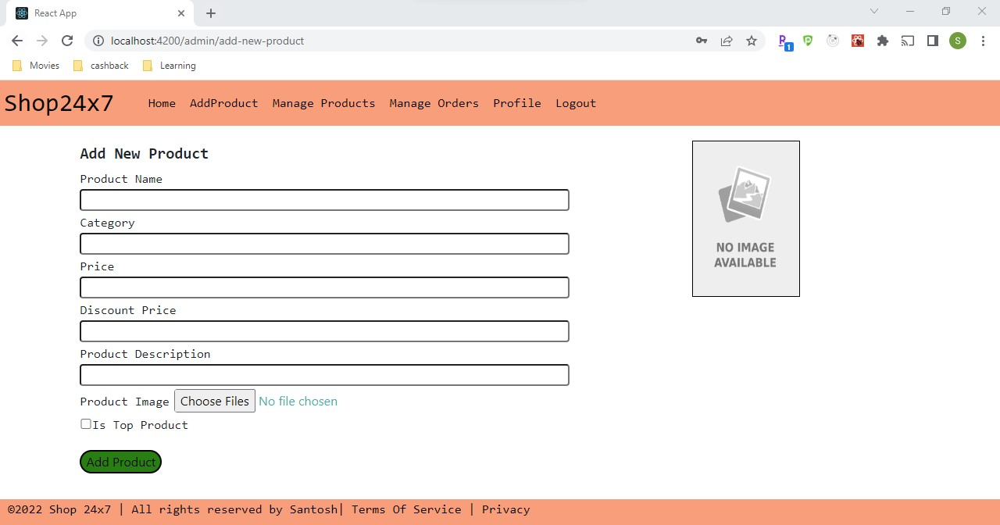 React App
localhost:4200/admin/add-new-product
1
S
Movies cashback Learning
Shop24x7 Home AddProduct Manage Products Manage Orders Profile Logout
Add New Product
Product Name
Category
Price
Discount Price
Product Description
Product Image Choose Files No file chosen
Is Top Product
Add Product
NO IMAGE
AVAILABLE
©2022 Shop 24x7 | All rights reserved by Santosh| Terms Of Service | Privacy